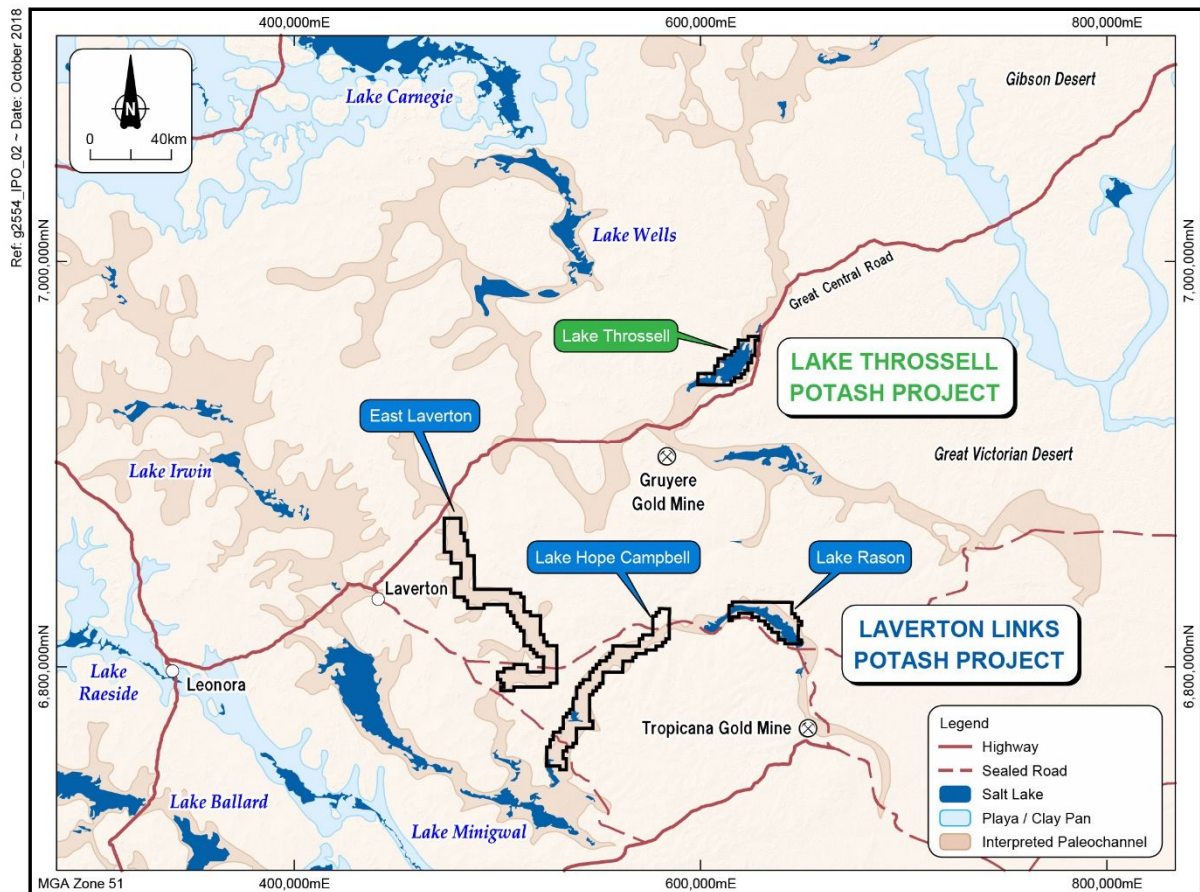 Ref: g2554_IPO_02 ~ Date: October 2018
400,000mE
600,000mE
800,000mE
N
0 40km
Lake Carnegie
Gibson Desert
Lake Wells
7,000,000mN
7,000,000mN
Great Central Road
Lake Throssell
LAKE THROSSELL
POTASH PROJECT
East Laverton
Lake Irwin
Gruyere
Gold Mine
Great Victorian Desert
Lake Hope Campbell
Lake Rason
Laverton
LAVERTON LINKS
POTASH PROJECT
6,800,000mN
6,800,000mN
Lake
Raeside
Leonora
Tropicana Gold Mine
Lake Ballard
Lake Minigwal
Legend
Highway
Sealed Road
Salt Lake
Playa / Clay Pan
Interpreted Paleochannel
MGA Zone 51
400,000mE
600,000mE
800,000mE